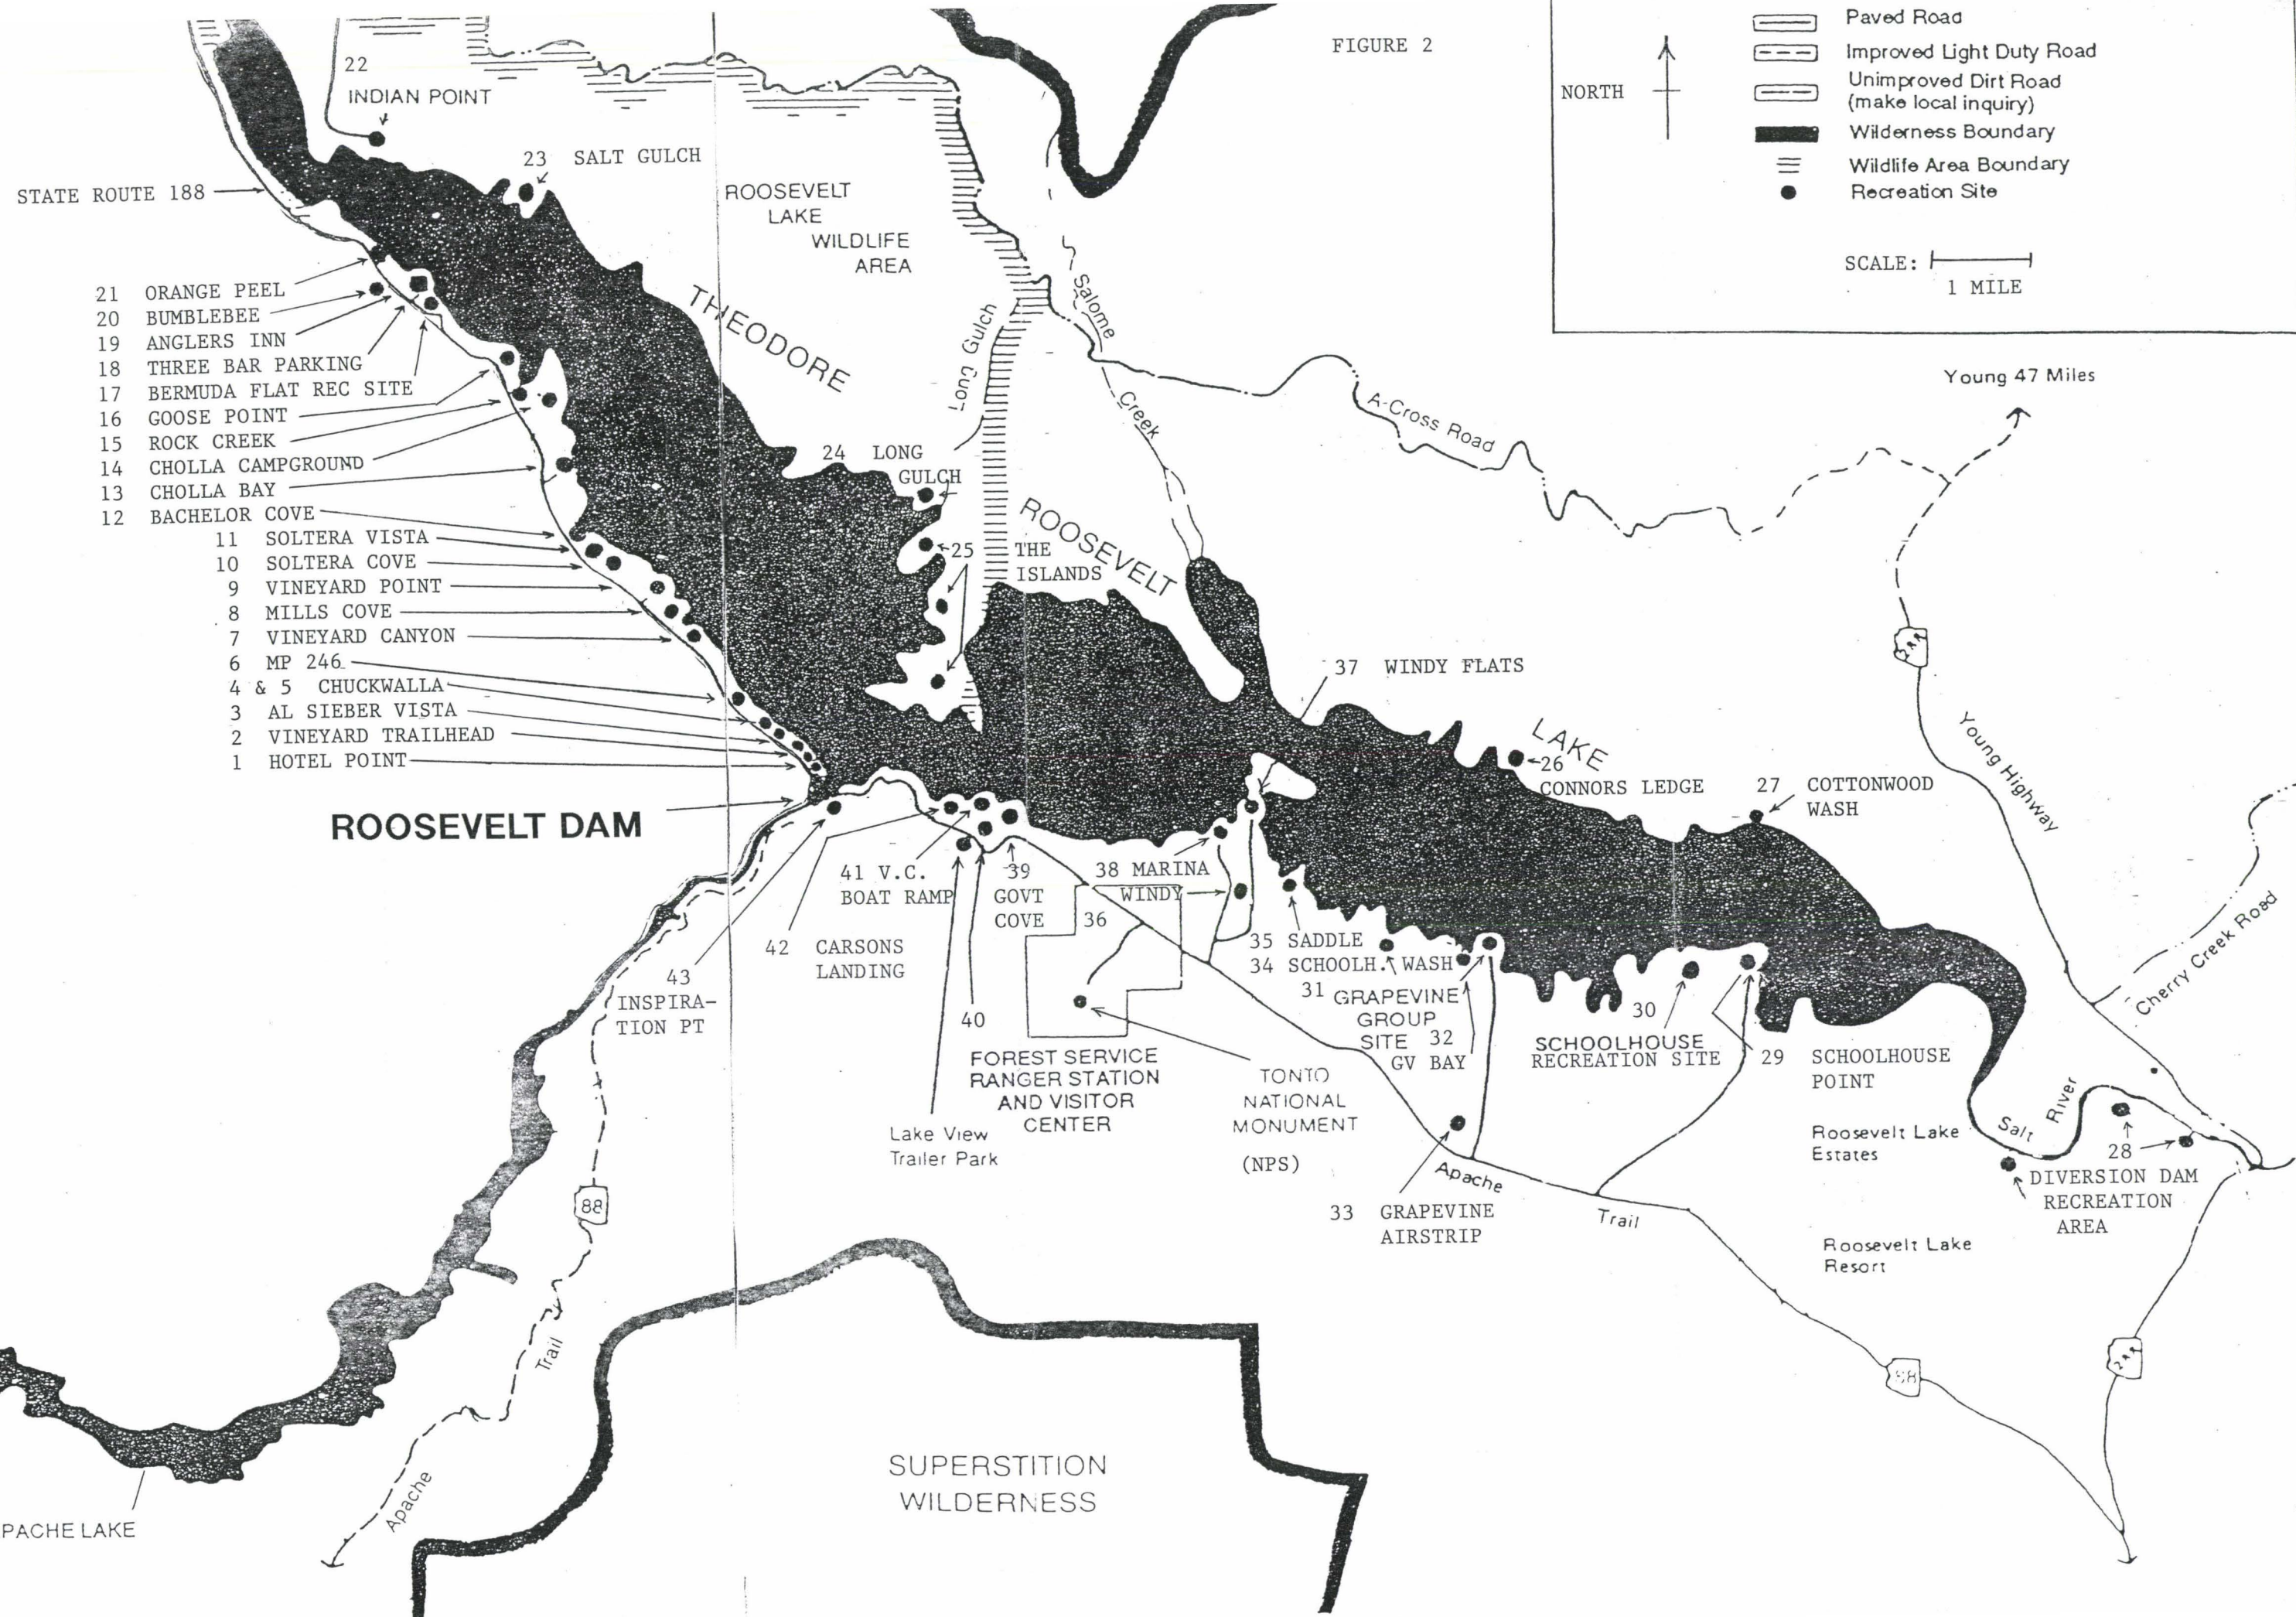 FIGURE 2
NORTH
Paved Road
Improved Light Duty Road
Unimproved Dirt Road
(make local inquiry)
Wilderness Boundary
Wildlife Area Boundary
Recreation Site
SCALE:
1 MILE
22
INDIAN POINT
23 SALT GULCH
STATE ROUTE 188
ROOSEVELT
LAKE
WILDLIFE
AREA
21 ORANGE PEEL
20 BUMBLEBEE
19 ANGLERS INN
18 THREE BAR PARKING
17 BERMUDA FLAT REC SITE
16 GOOSE POINT
15 ROCK CREEK
14 CHOLLA CAMPGROUND
13 CHOLLA BAY
12 BACHELOR COVE
11 SOLTERA VISTA
10 SOLTERA COVE
9 VINEYARD POINT
8 MILLS COVE
7 VINEYARD CANYON
6 MP 246
4 & 5 CHUCKWALLA
3 AL SIEBER VISTA
2 VINEYARD TRAILHEAD
1 HOTEL POINT
ROOSEVELT DAM
THEODORE
ROOSEVELT
LAKE
Long Gulch
Salome
Creek
A-Cross Road
Young 47 Miles
24 LONG
GULCH
25 THE
ISLANDS
37 WINDY FLATS
26
CONNORS LEDGE
27 COTTONWOOD
WASH
Young Highway
Cherry Creek Road
41 V.C.
BOAT RAMP
39
GOVT
COVE
38 MARINA
WINDY
36
42 CARSONS
LANDING
43
INSPIRA-
TION PT
40
35 SADDLE
34 SCHOOLH. WASH
31 GRAPEVINE
GROUP
SITE 32
GV BAY
30
SCHOOLHOUSE
RECREATION SITE
29 SCHOOLHOUSE
POINT
FOREST SERVICE
RANGER STATION
AND VISITOR
CENTER
TONTO
NATIONAL
MONUMENT
(NPS)
Lake View
Trailer Park
33 GRAPEVINE
AIRSTRIP
Apache
Trail
Salt
River
Roosevelt Lake
Estates
28
DIVERSION DAM
RECREATION
AREA
Roosevelt Lake
Resort
88
88
Trail
Apache
SUPERSTITION
WILDERNESS
PACHE LAKE